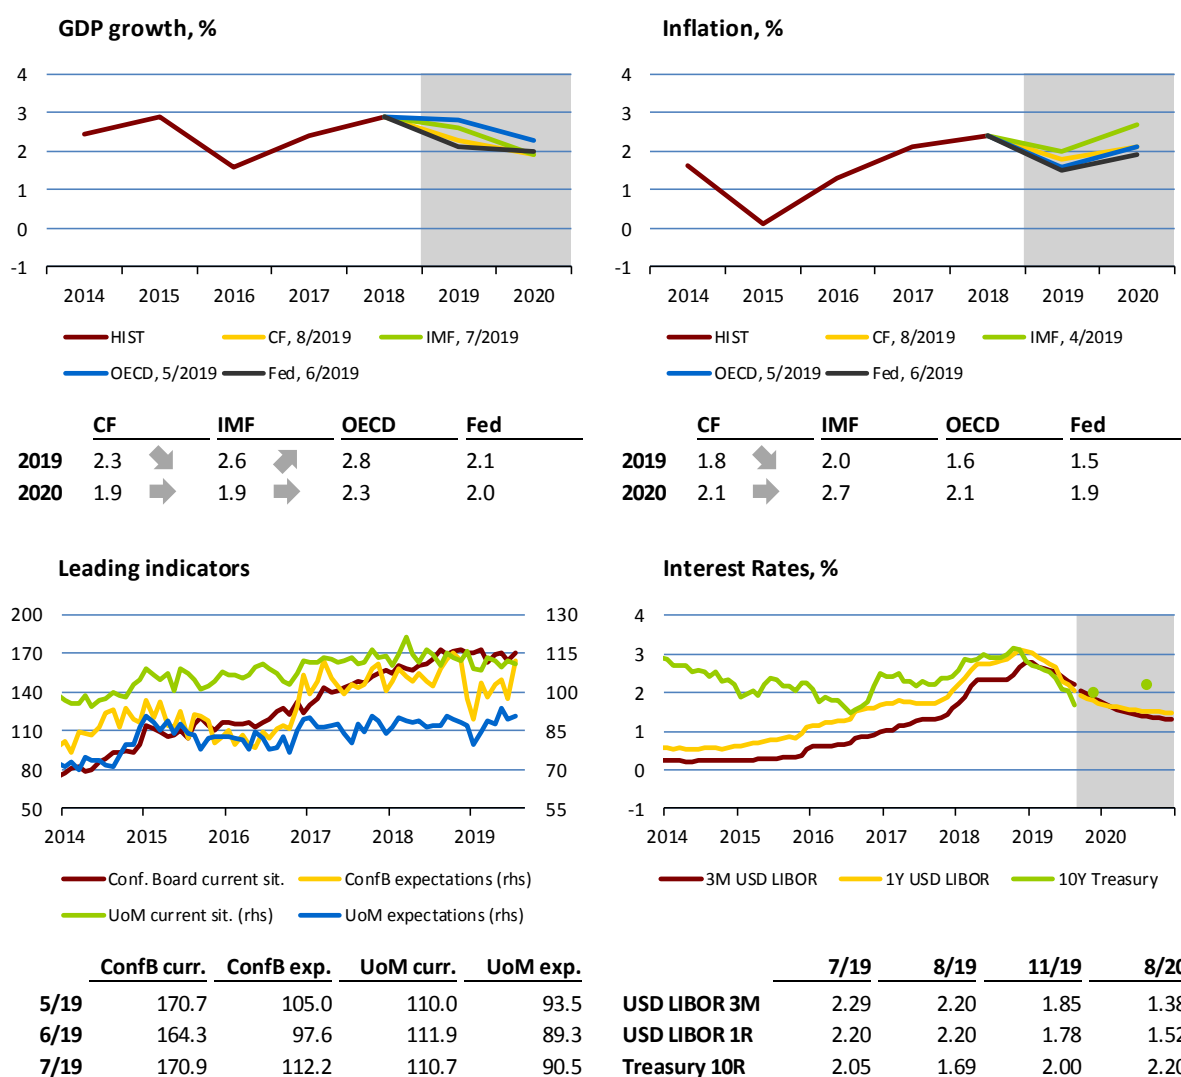 GDP growth, %
4
3
2
1
0
-1
2014 2015 2016 2017 2018 2019 2020
HIST CF, 8/2019 IMF, 7/2019
OECD, 5/2019 Fed, 6/2019
CF IMF OECD Fed
2019 2.3 2.6 2.8 2.1
2020 1.9 1.9 2.3 2.0
Inflation, %
4
3
2
1
0
-1
2014 2015 2016 2017 2018 2019 2020
HIST CF, 8/2019 IMF, 4/2019
OECD, 5/2019 Fed, 6/2019
CF IMF OECD Fed
2019 1.8 2.0 1.6 1.5
2020 2.1 2.7 2.1 1.9
Leading indicators
200 130
170 115
140 100
110 85
80 70
50 55
2014 2015 2016 2017 2018 2019
Conf. Board current sit. ConfB expectations (rhs)
UoM current sit. (rhs) UoM expectations (rhs)
ConfB curr. ConfB exp. UoM curr. UoM exp.
5/19 170.7 105.0 110.0 93.5
6/19 164.3 97.6 111.9 89.3
7/19 170.9 112.2 110.7 90.5
Interest Rates, %
4
3
2
1
0
-1
2014 2015 2016 2017 2018 2019 2020
3M USD LIBOR 1Y USD LIBOR 10Y Treasury
7/19 8/19 11/19 8/20
USD LIBOR 3M 2.29 2.20 1.85 1.38
USD LIBOR 1R 2.20 2.20 1.78 1.52
Treasury 10R 2.05 1.69 2.00 2.20